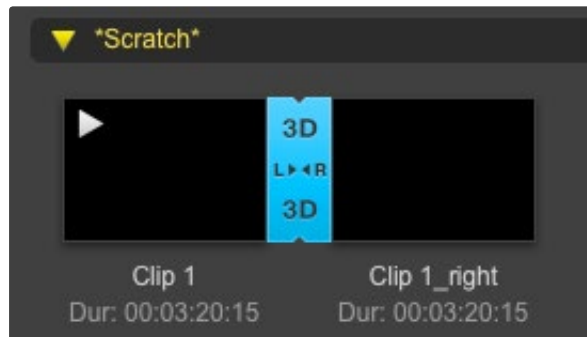 *Scratch*
3D
L R
3D
Clip 1 Clip 1_right
Dur: 00:03:20:15 Dur: 00:03:20:15